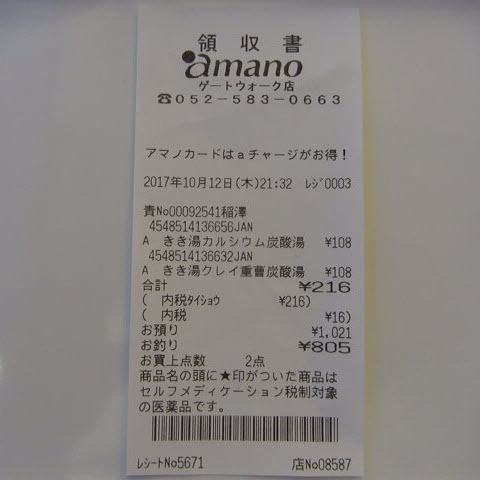 領収書
amano
ゲートウォーク店
☎052-583-0663
アマノカードはaチャージがお得!
2017年10月12日(木)21:32 ﾚｼﾞ0003
責No00092541稲澤
4548514136656JAN
A きき湯カルシウム炭酸湯 ¥108
4548514136632JAN
A きき湯クレイ重曹炭酸湯 ¥108
合計 ¥216
( 内税ﾀｲｼｮｳ ¥216)
( 内税 ¥16)
お預り ¥1,021
お釣り ¥805
お買上点数 2点
商品名の頭に★印がついた商品は
セルフメディケーション税制対象
の医薬品です。
ﾚｼｰﾄNo5671 店No08587